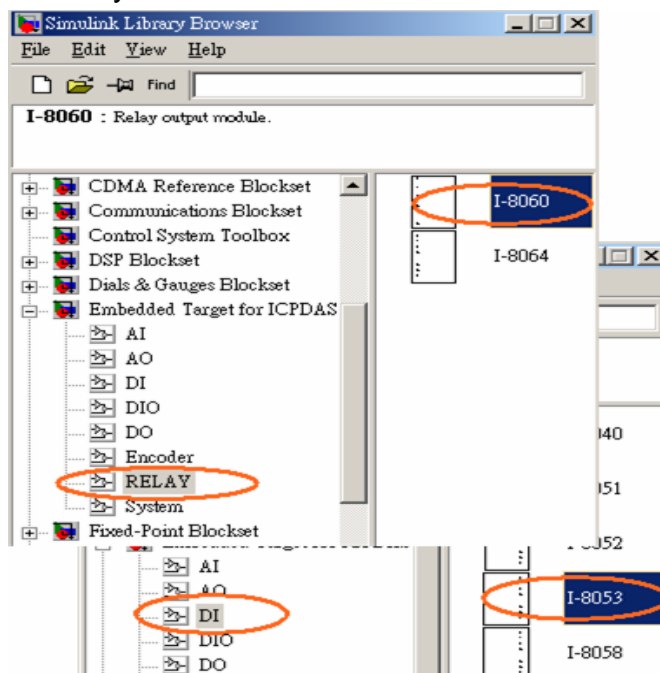 Simulink Library Browser
File Edit View Help
Find
I-8060 : Relay output module.
CDMA Reference Blockset
Communications Blockset
Control System Toolbox
DSP Blockset
Dials & Gauges Blockset
Embedded Target for ICPDAS
AI
AO
DI
DIO
DO
Encoder
RELAY
System
Fixed-Point Blockset
I-8060
I-8064
AI
AO
DI
DIO
DO
I-8053
I-8058